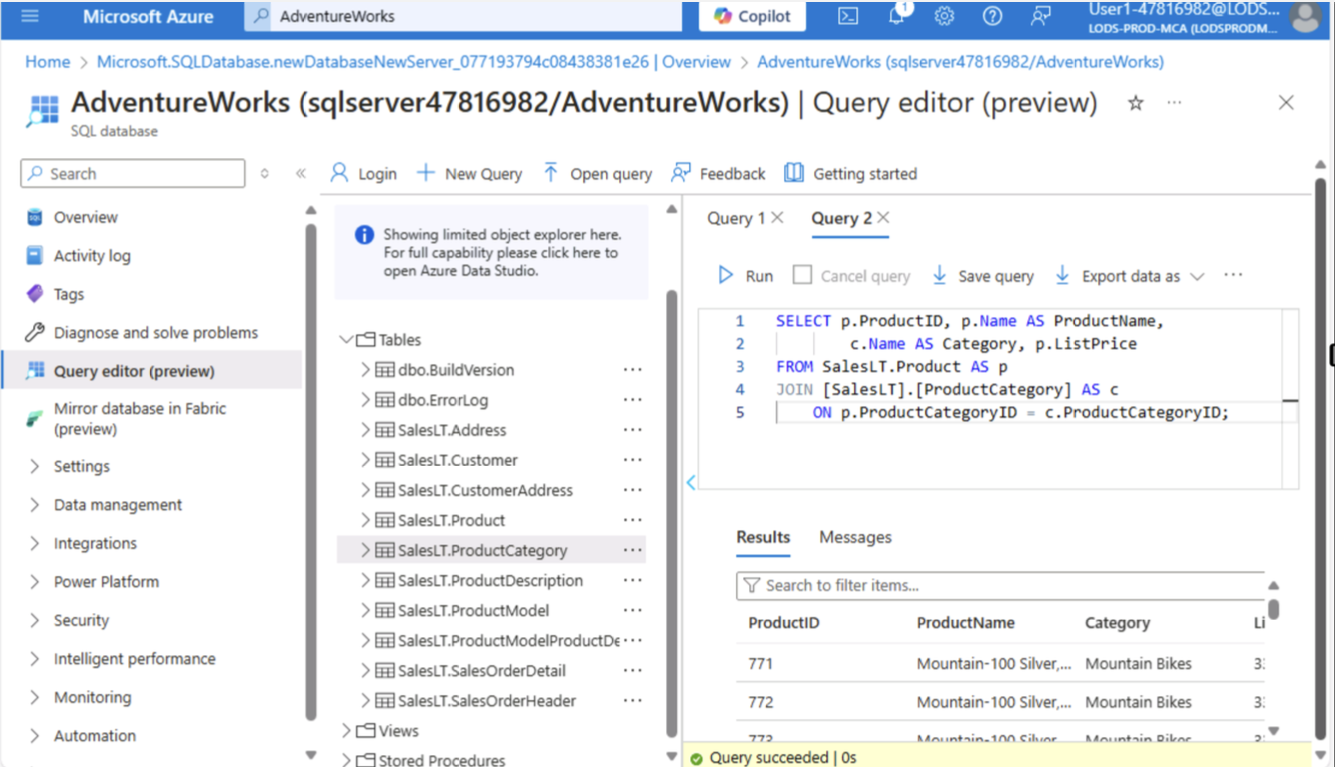 Microsoft Azure
AdventureWorks
Copilot
1
User1-47816982@LODS...
LODS-PROD-MCA (LODSPRODM...
Home > Microsoft.SQLDatabase.newDatabaseNewServer_077193794c08438381e26 | Overview > AdventureWorks (sqlserver47816982/AdventureWorks)
AdventureWorks (sqlserver47816982/AdventureWorks) | Query editor (preview)
SQL database
Search
Login
New Query
Open query
Feedback
Getting started
Overview
Activity log
Tags
Diagnose and solve problems
Query editor (preview)
Mirror database in Fabric
(preview)
Settings
Data management
Integrations
Power Platform
Security
Intelligent performance
Monitoring
Automation
Showing limited object explorer here.
For full capability please click here to
open Azure Data Studio.
Tables
dbo.BuildVersion
dbo.ErrorLog
SalesLT.Address
SalesLT.Customer
SalesLT.CustomerAddress
SalesLT.Product
SalesLT.ProductCategory
SalesLT.ProductDescription
SalesLT.ProductModel
SalesLT.ProductModelProductDe
SalesLT.SalesOrderDetail
SalesLT.SalesOrderHeader
Views
Stored Procedures
Query 1
Query 2
Run
Cancel query
Save query
Export data as
1 SELECT p.ProductID, p.Name AS ProductName,
2 c.Name AS Category, p.ListPrice
3 FROM SalesLT.Product AS p
4 JOIN [SalesLT].[ProductCategory] AS c
5 ON p.ProductCategoryID = c.ProductCategoryID;
Results
Messages
Search to filter items...
ProductID ProductName Category Li
771 Mountain-100 Silver,... Mountain Bikes
772 Mountain-100 Silver,... Mountain Bikes
773 Mountain-100 Silver Mountain Bikes
Query succeeded | 0s